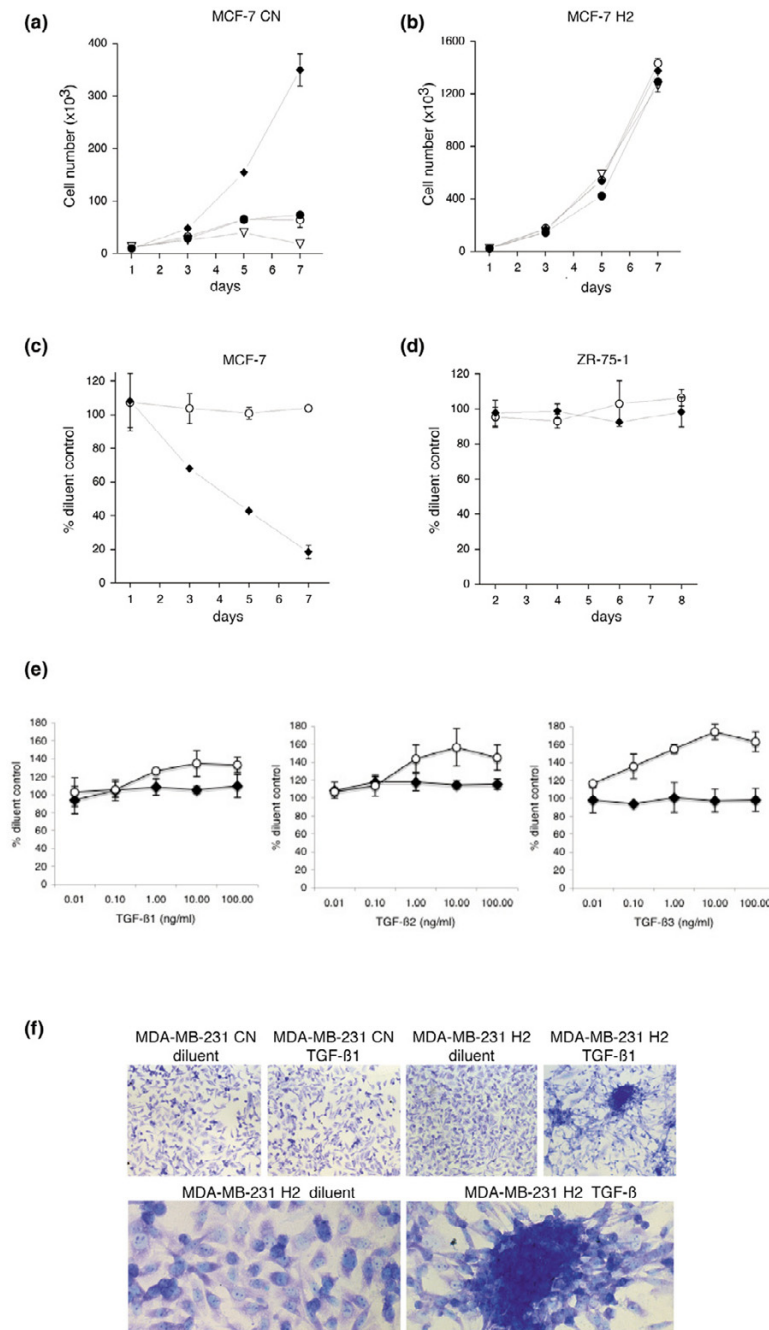 (a)
MCF-7 CN
Cell number (x10³)
400
300
200
100
0
1 2 3 4 5 6 7
days
(b)
MCF-7 H2
Cell number (x10³)
1600
1200
800
400
0
1 2 3 4 5 6 7
days
(c)
MCF-7
% diluent control
120
100
80
60
40
20
0
1 2 3 4 5 6 7
days
(d)
ZR-75-1
% diluent control
120
100
80
60
40
20
0
2 3 4 5 6 7 8
days
(e)
% diluent control
180
160
140
120
100
80
60
40
20
0
0.01 0.10 1.00 10.00 100.00
TGF-ß1 (ng/ml)
% diluent control
180
160
140
120
100
80
60
40
20
0
0.01 0.10 1.00 10.00 100.00
TGF-ß2 (ng/ml)
% diluent control
180
160
140
120
100
80
60
40
20
0
0.01 0.10 1.00 10.00 100.00
TGF-ß3 (ng/ml)
(f)
MDA-MB-231 CN
diluent
MDA-MB-231 CN
TGF-ß1
MDA-MB-231 H2
diluent
MDA-MB-231 H2
TGF-ß1
MDA-MB-231 H2 diluent
MDA-MB-231 H2 TGF-ß